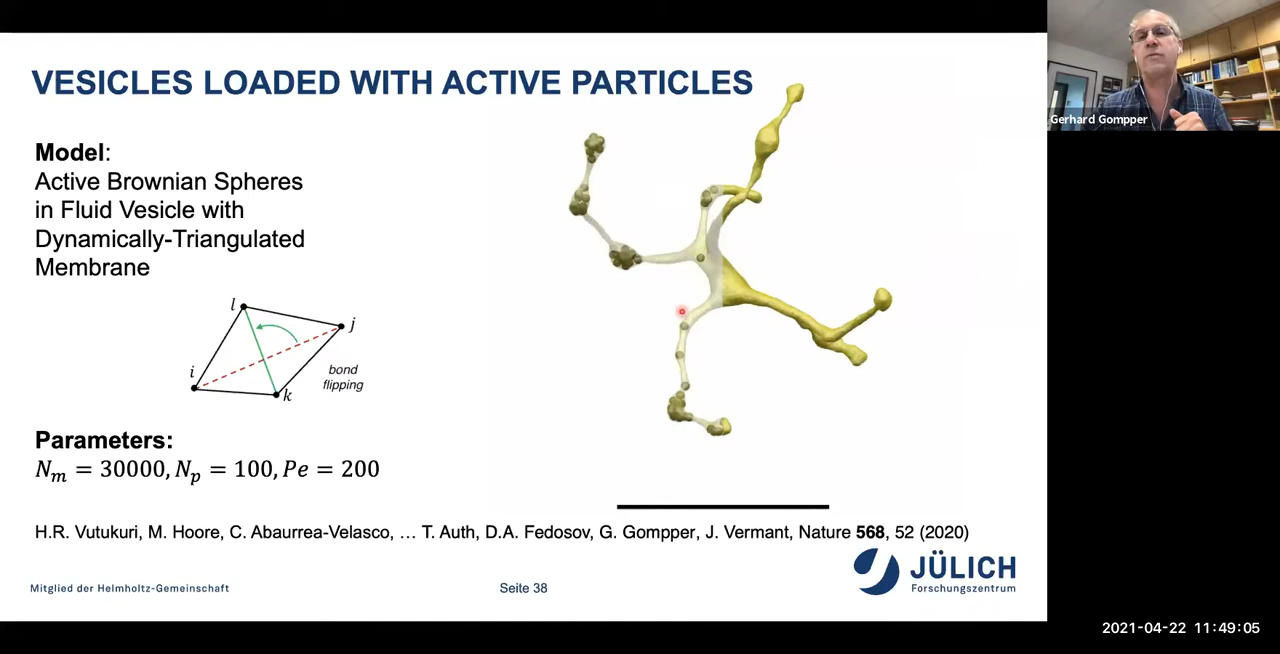 VESICLES LOADED WITH ACTIVE PARTICLES
Gerhard Gompper
Model:
Active Brownian Spheres
in Fluid Vesicle with
Dynamically-Triangulated
Membrane
l
j
i
k
bond
flipping
Parameters:
N_m = 30000, N_p = 100, Pe = 200
H.R. Vutukuri, M. Hoore, C. Abaurrea-Velasco, … T. Auth, D.A. Fedosov, G. Gompper, J. Vermant, Nature 568, 52 (2020)
JÜLICH
Forschungszentrum
Mitglied der Helmholtz-Gemeinschaft
Seite 38
2021-04-22 11:49:05